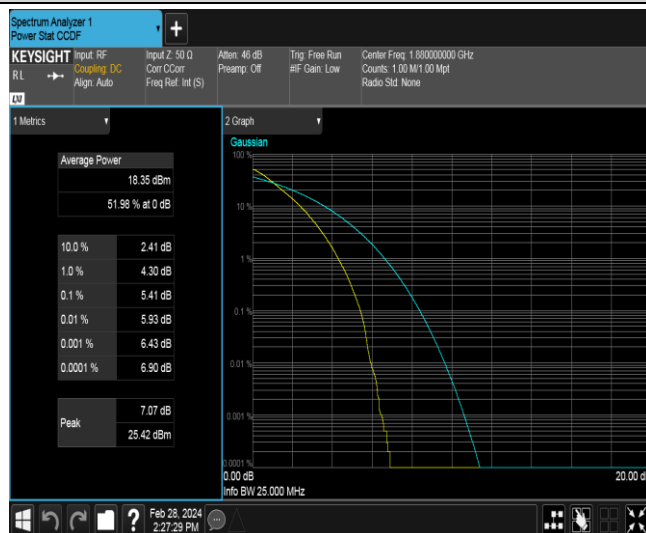 Spectrum Analyzer 1
Power Stat CCDF
+
KEYSIGHT
RL
LXI
Input: RF
Coupling: DC
Align: Auto
Input Z: 50 Ω
Corr CCorr
Freq Ref: Int (S)
Atten: 46 dB
Preamp: Off
Trig: Free Run
#IF Gain: Low
Center Freq: 1.880000000 GHz
Counts: 1.00 M/1.00 Mpt
Radio Std: None
1 Metrics
Average Power
18.35 dBm
51.98 % at 0 dB
10.0 % 2.41 dB
1.0 % 4.30 dB
0.1 % 5.41 dB
0.01 % 5.93 dB
0.001 % 6.43 dB
0.0001 % 6.90 dB
Peak
7.07 dB
25.42 dBm
2 Graph
Gaussian
100 %
10 %
1 %
0.1 %
0.01 %
0.001 %
0.0001 %
0.00 dB
20.00 d
Info BW 25.000 MHz
?
Feb 28, 2024
2:27:29 PM